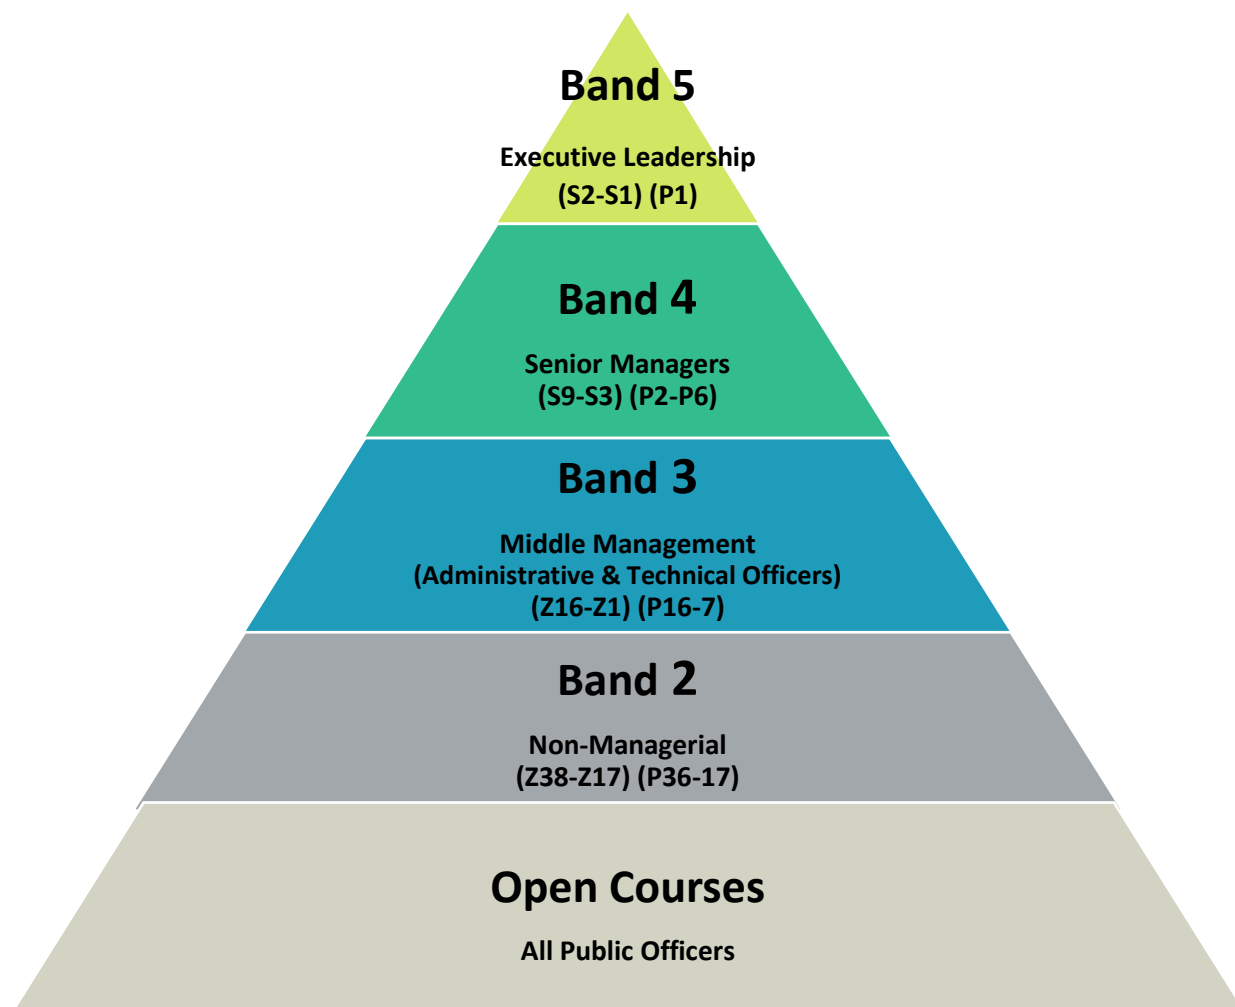 Band 5
Executive Leadership
(S2-S1) (P1)
Band 4
Senior Managers
(S9-S3) (P2-P6)
Band 3
Middle Management
(Administrative & Technical Officers)
(Z16-Z1) (P16-7)
Band 2
Non-Managerial
(Z38-Z17) (P36-17)
Open Courses
All Public Officers